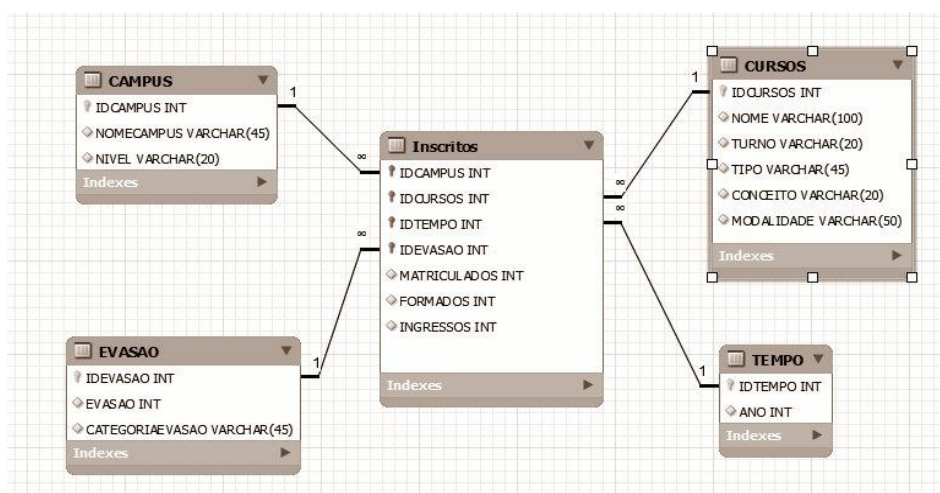 CAMPUS
IDCAMPUS INT
NOMECAMPUS VARCHAR(45)
NIVEL VARCHAR(20)
Indexes
1
∞
Inscritos
IDCAMPUS INT
IDCURSOS INT
IDTEMPO INT
IDEVASAO INT
MATRICULADOS INT
FORMADOS INT
INGRESSOS INT
Indexes
∞
∞
∞
1
CURSOS
IDCURSOS INT
NOME VARCHAR(100)
TURNO VARCHAR(20)
TIPO VARCHAR(45)
CONCEITO VARCHAR(20)
MODALIDADE VARCHAR(50)
Indexes
EVASAO
IDEVASAO INT
EVASAO INT
CATEGORIAEVASAO VARCHAR(45)
Indexes
1
1
TEMPO
IDTEMPO INT
ANO INT
Indexes